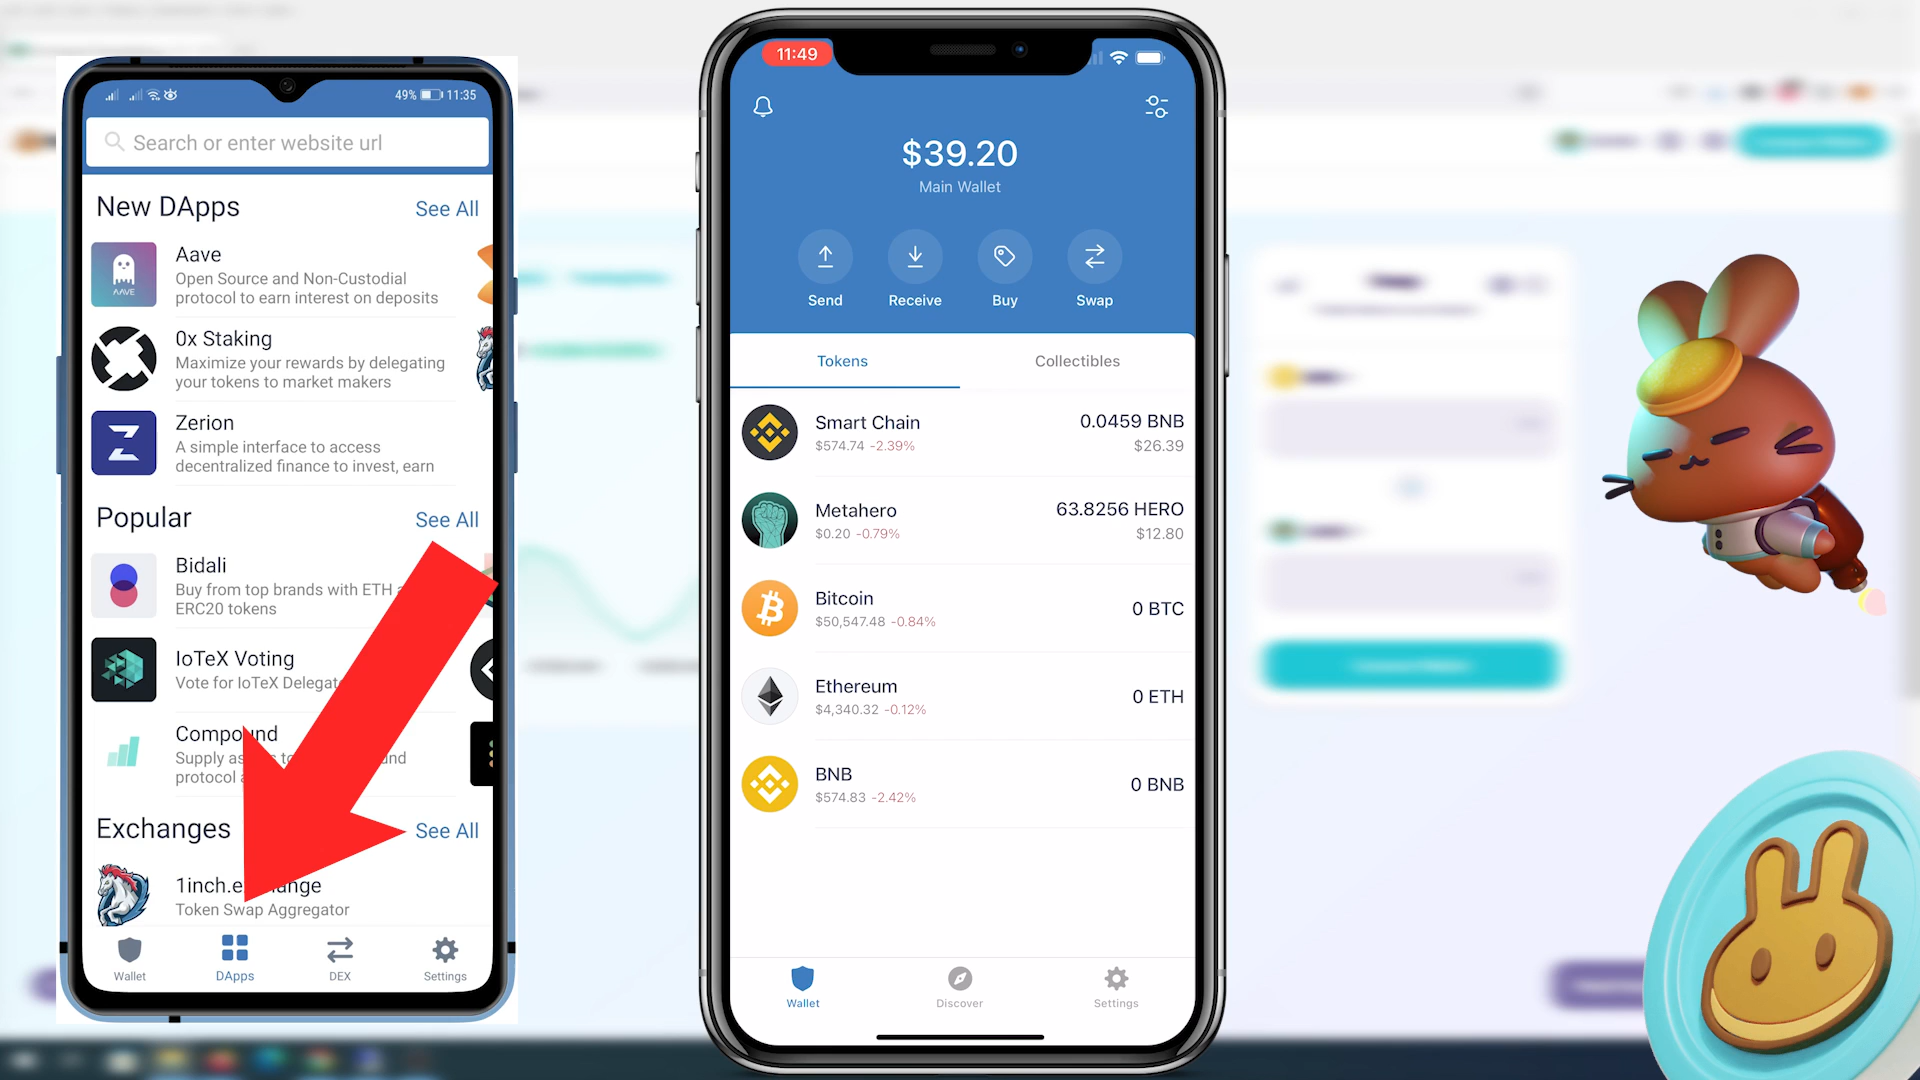 49% 11:35
Search or enter website url
New DApps See All
Aave
Open Source and Non-Custodial
protocol to earn interest on deposits
AAVE
0x Staking
Maximize your rewards by delegating
your tokens to market makers
Zerion
A simple interface to access
decentralized finance to invest, earn
Popular See All
Bidali
Buy from top brands with ETH
ERC20 tokens
IoTeX Voting
Vote for IoTeX
Compound
Supply
protocol
Exchanges See All
Token Swap Aggregator
Wallet DApps DEX Settings
11:49
$39.20
Main Wallet
Send Receive Buy Swap
Tokens Collectibles
Smart Chain 0.0459 BNB
$574.74 -2.39% $26.39
Metahero 63.8256 HERO
$0.20 -0.79% $12.80
Bitcoin 0 BTC
$50,547.48 -0.84%
Ethereum 0 ETH
$4,340.32 -0.12%
BNB 0 BNB
$574.83 -2.42%
Wallet Discover Settings